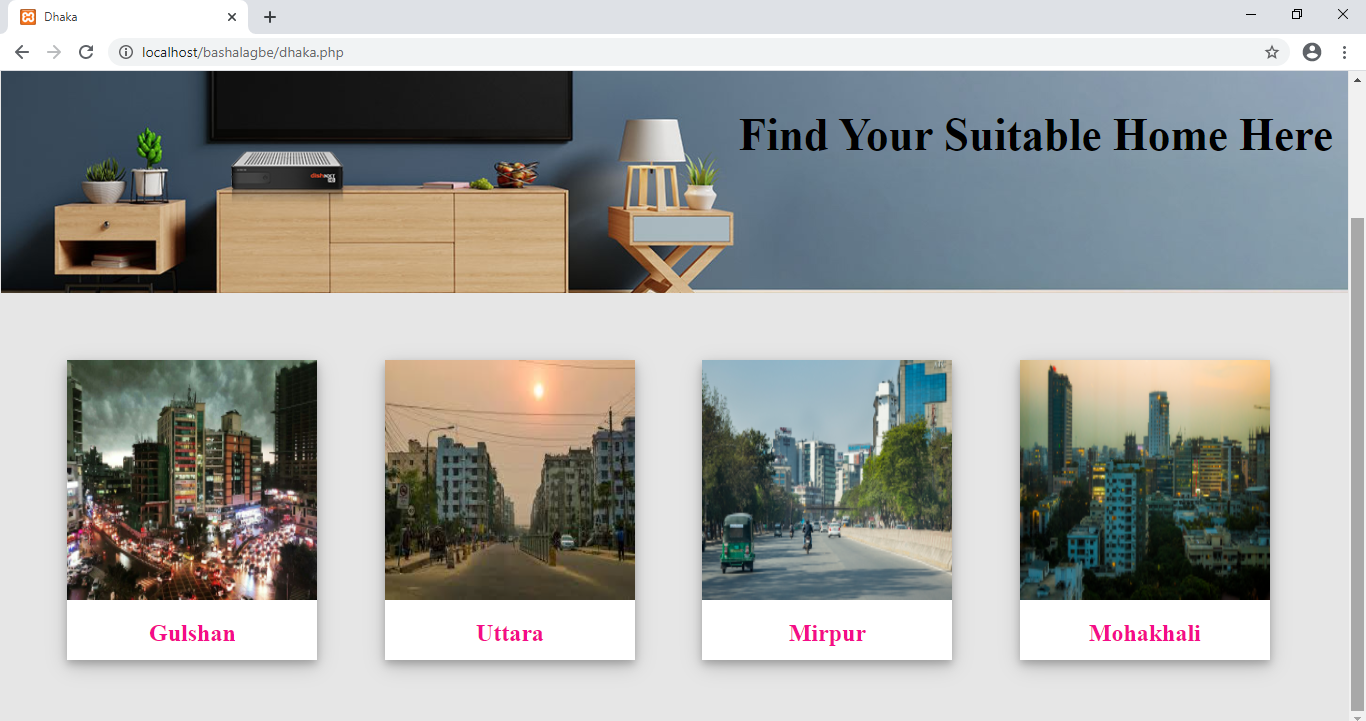 Dhaka
localhost/bashalagbe/dhaka.php
Find Your Suitable Home Here
Gulshan
Uttara
Mirpur
Mohakhali